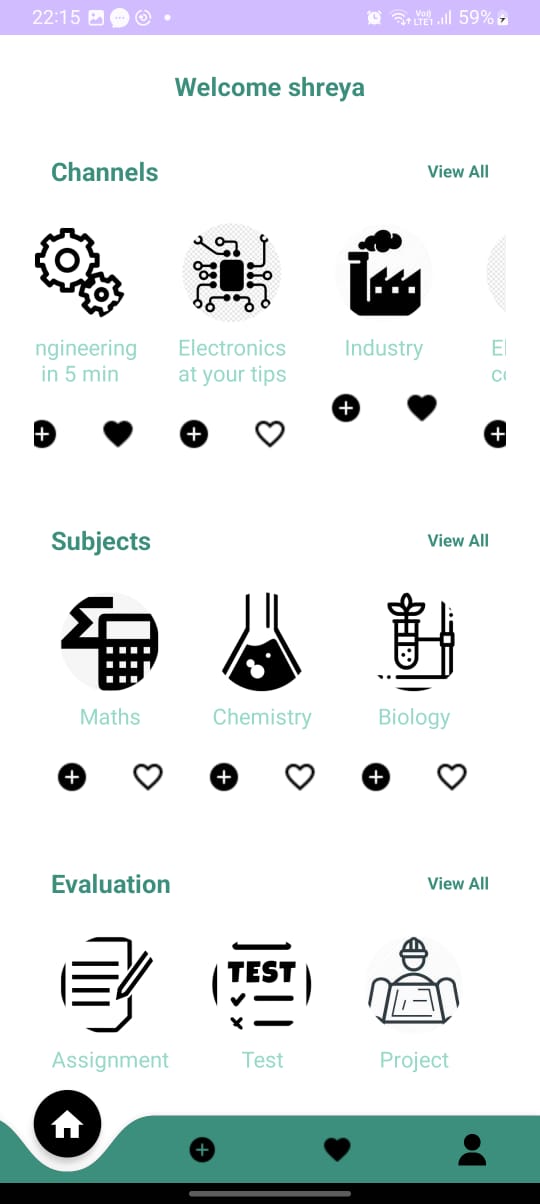 22:15
Vo)) LTE1 59%
Welcome shreya
Channels View All
ngineering in 5 min
Electronics at your tips
Industry
El
Subjects View All
Maths Chemistry Biology
Evaluation View All
TEST
Assignment Test Project